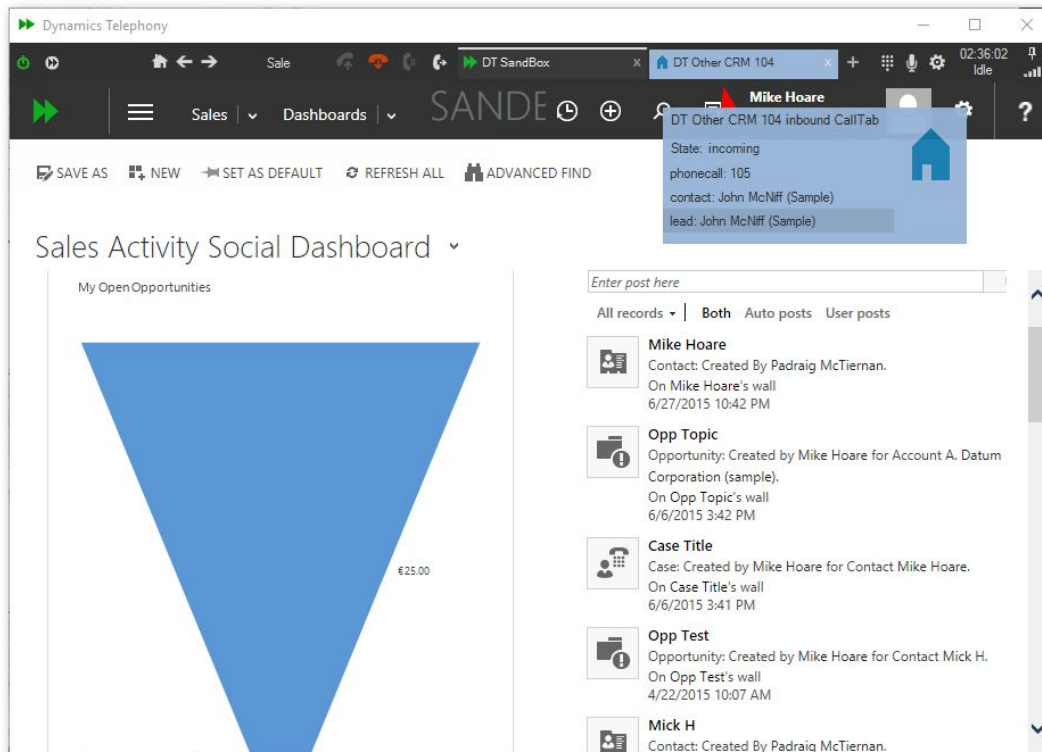 Dynamics Telephony
Sale
DT SandBox
x
DT Other CRM 104
x
+
02:36:02
Idle
Sales
Dashboards
SANDE
Mike Hoare
?
DT Other CRM 104 inbound CallTab
State: incoming
phonecall: 105
contact: John McNiff (Sample)
lead: John McNiff (Sample)
SAVE AS
NEW
SET AS DEFAULT
REFRESH ALL
ADVANCED FIND
Sales Activity Social Dashboard
My Open Opportunities
€25.00
Enter post here
All records
Both
Auto posts
User posts
Mike Hoare
Contact: Created By Padraig McTiernan.
On Mike Hoare's wall
6/27/2015 10:42 PM
Opp Topic
Opportunity: Created by Mike Hoare for Account A. Datum
Corporation (sample).
On Opp Topic's wall
6/6/2015 3:42 PM
Case Title
Case: Created by Mike Hoare for Contact Mike Hoare.
On Case Title's wall
6/6/2015 3:41 PM
Opp Test
Opportunity: Created by Mike Hoare for Contact Mick H.
On Opp Test's wall
4/22/2015 10:07 AM
Mick H
Contact: Created By Padraig McTiernan.